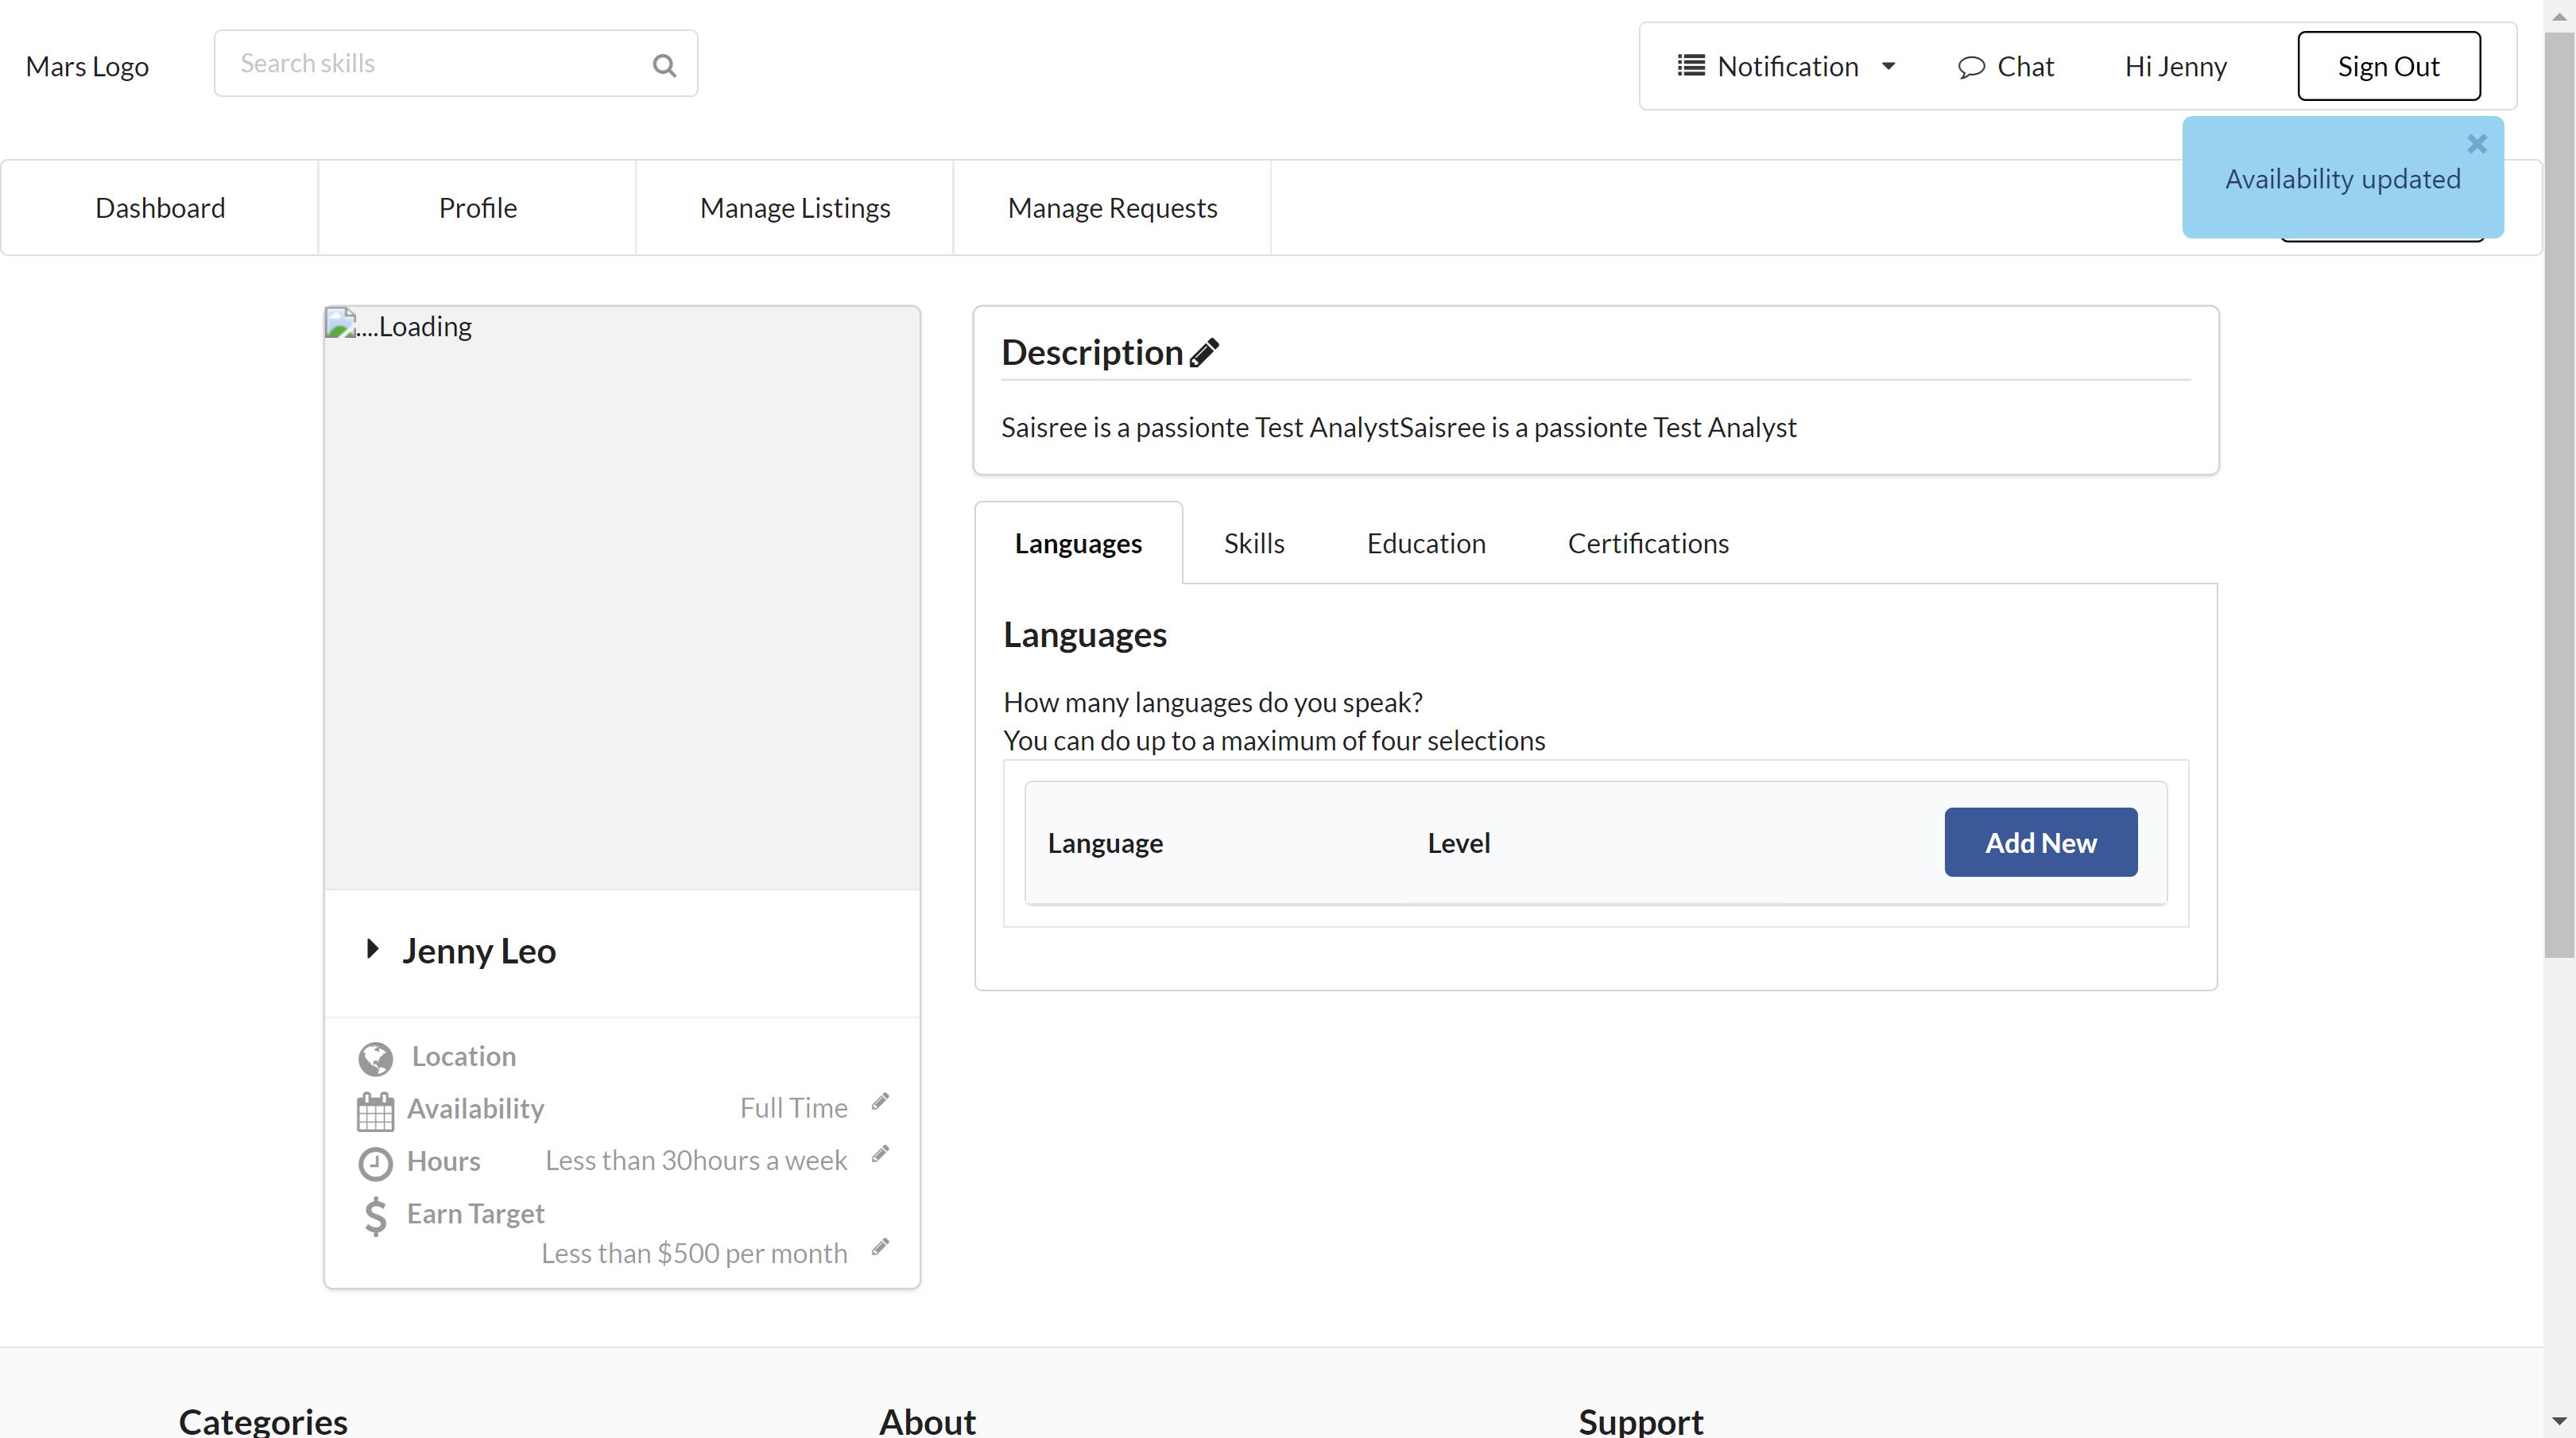 Mars Logo
Search skills
Notification
Chat
Hi Jenny
Sign Out
Availability updated
Dashboard
Profile
Manage Listings
Manage Requests
....Loading
Description
Saisree is a passionte Test AnalystSaisree is a passionte Test Analyst
Languages
Skills
Education
Certifications
Languages
How many languages do you speak?
You can do up to a maximum of four selections
Language
Level
Add New
Jenny Leo
Location
Availability
Full Time
Hours
Less than 30hours a week
Earn Target
Less than $500 per month
Categories
About
Support